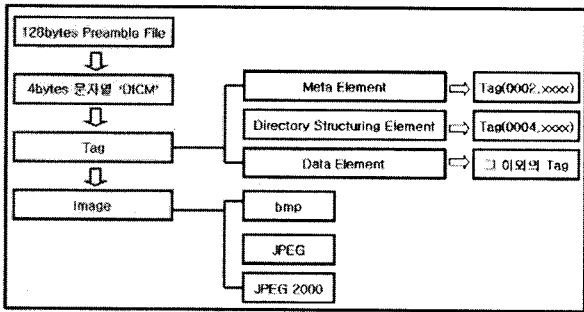 128bytes Preamble File
4bytes 문자열 'DICM'
Tag
Image
Meta Element
Tag(0002,xxxx)
Directory Structuring Element
Tag(0004,xxxx)
Data Element
그 이외의 Tag
bmp
JPEG
JPEG 2000